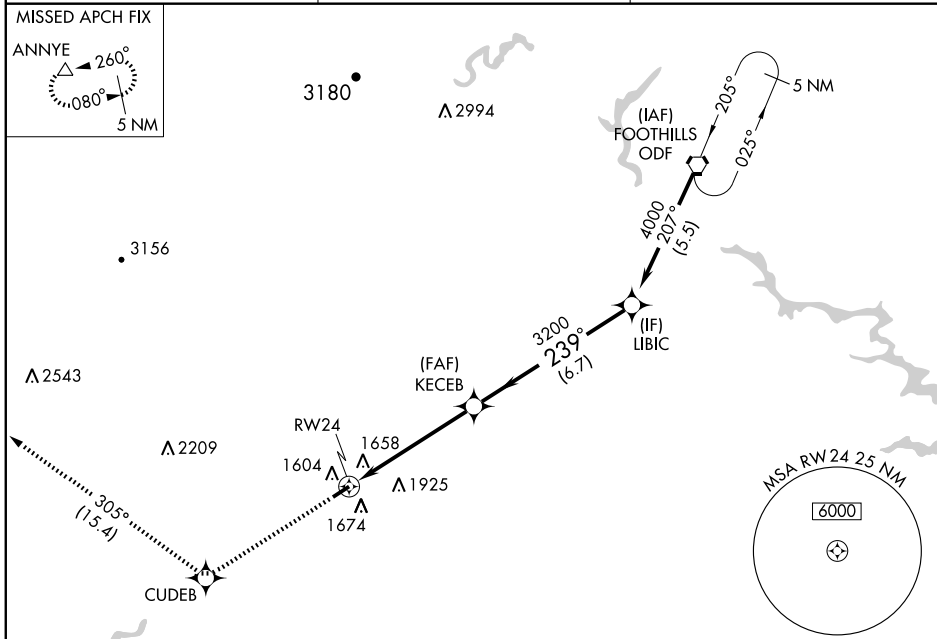 MISSED APCH FIX
ANNYE
260°
080°
5 NM
3180
2994
(IAF)
FOOTHILLS
ODF
205°
025°
5 NM
4000
207°
(5.5)
3156
(IF)
LIBIC
3200
239°
(6.7)
(FAF)
KECEB
2543
2209
RW24
1658
1604
1925
1674
305°
(15.4)
CUDEB
MSA RW24 25 NM
6000